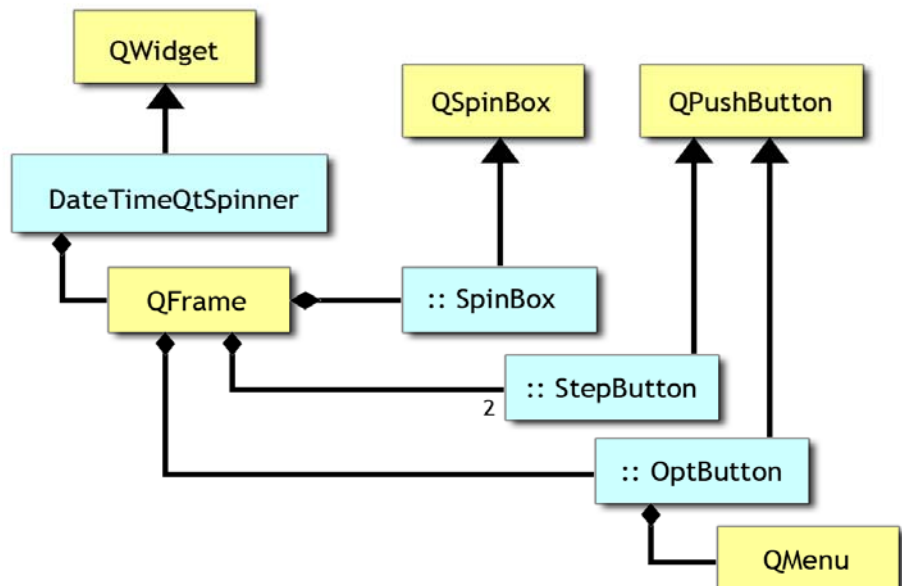 QWidget
QSpinBox
QPushButton
DateTimeQtSpinner
QFrame
:: SpinBox
:: StepButton
2
:: OptButton
QMenu